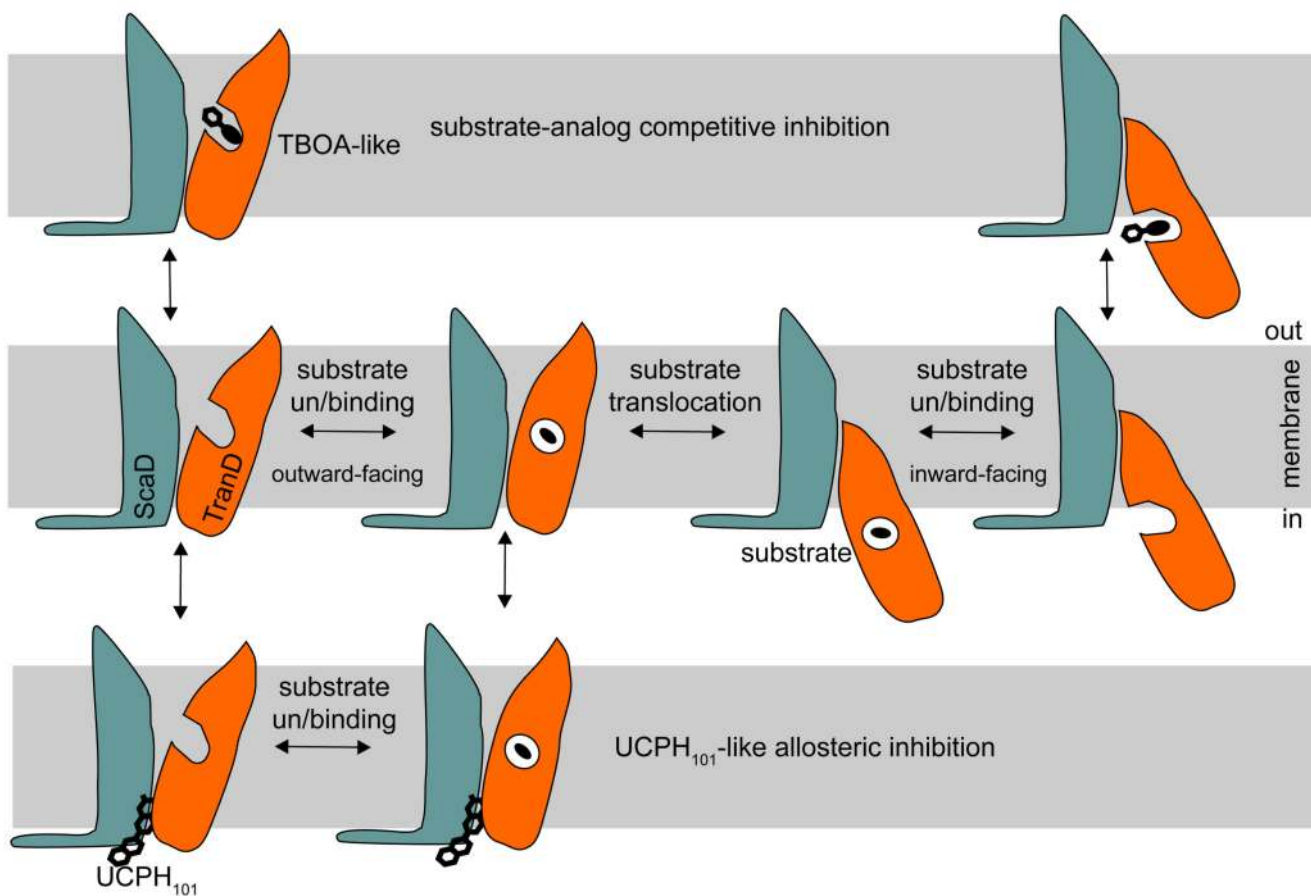 TBOA-like
substrate-analog competitive inhibition
out
membrane
in
ScaD
TranD
substrate
un/binding
outward-facing
substrate
translocation
substrate
un/binding
inward-facing
substrate
substrate
un/binding
UCPH₁₀₁-like allosteric inhibition
UCPH₁₀₁